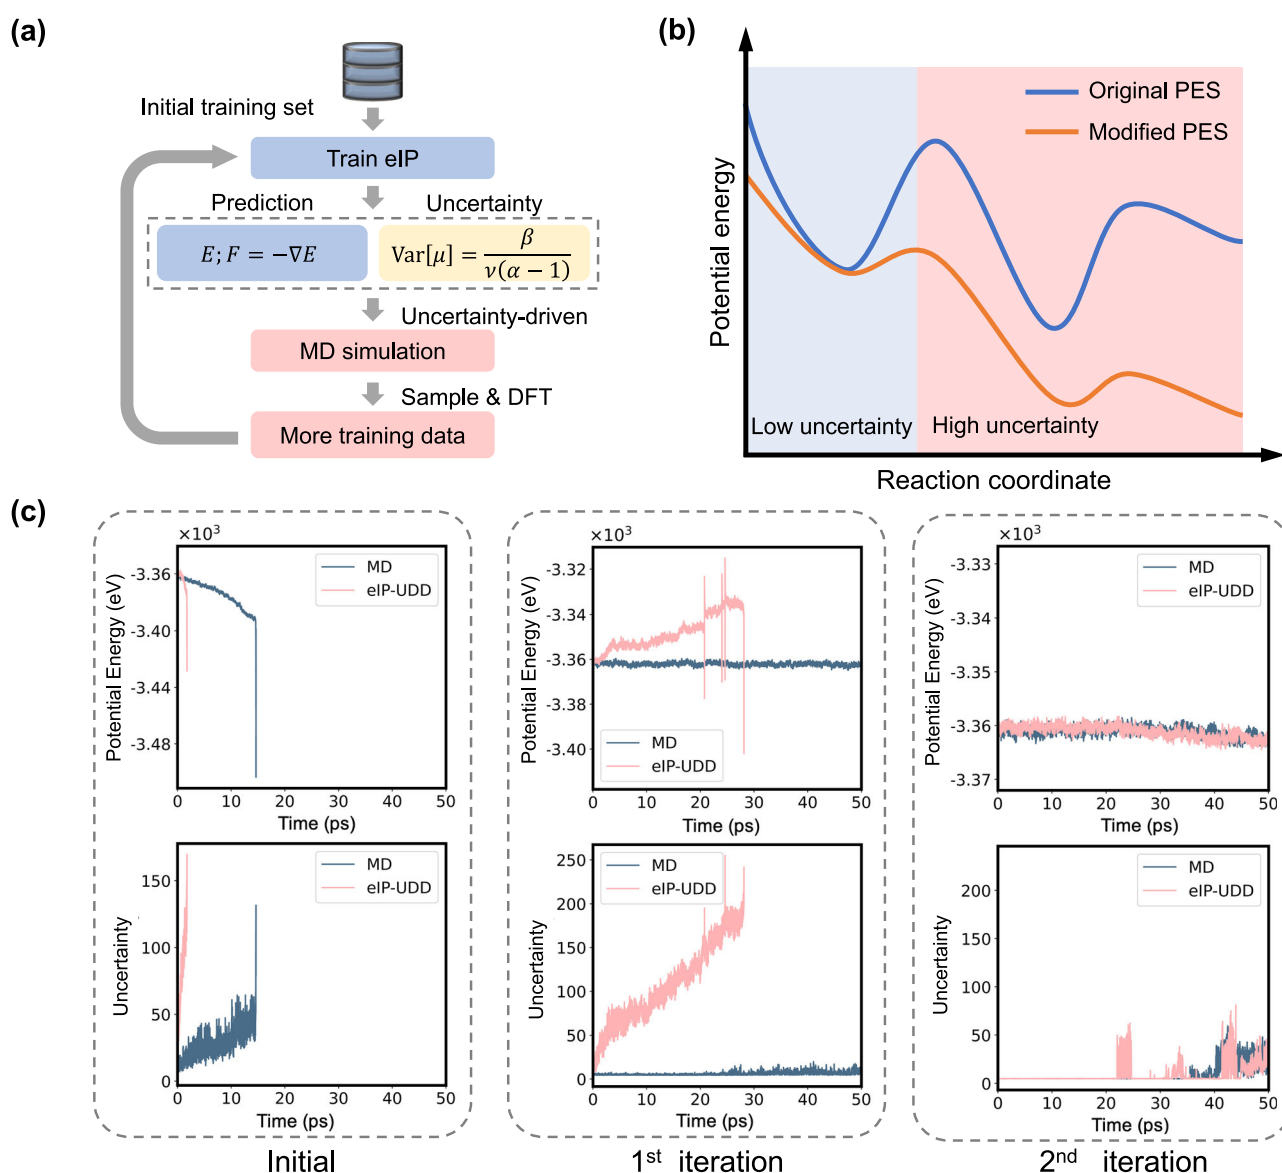 (a)
Initial training set
Train eIP
Prediction
Uncertainty
E; F = −∇E
Var[μ] = β / ν(α − 1)
Uncertainty-driven
MD simulation
Sample & DFT
More training data
(b)
Original PES
Modified PES
Potential energy
Low uncertainty
High uncertainty
Reaction coordinate
(c)
×10³
Potential Energy (eV)
-3.36
-3.40
-3.44
-3.48
MD
eIP-UDD
0 10 20 30 40 50
Time (ps)
Uncertainty
150
100
50
0
MD
eIP-UDD
0 10 20 30 40 50
Time (ps)
Initial
×10³
Potential Energy (eV)
-3.32
-3.34
-3.36
-3.38
-3.40
MD
eIP-UDD
0 10 20 30 40 50
Time (ps)
Uncertainty
250
200
150
100
50
0
MD
eIP-UDD
0 10 20 30 40 50
Time (ps)
1st iteration
×10³
Potential Energy (eV)
-3.33
-3.34
-3.35
-3.36
-3.37
MD
eIP-UDD
0 10 20 30 40 50
Time (ps)
Uncertainty
200
150
100
50
0
MD
eIP-UDD
0 10 20 30 40 50
Time (ps)
2nd iteration